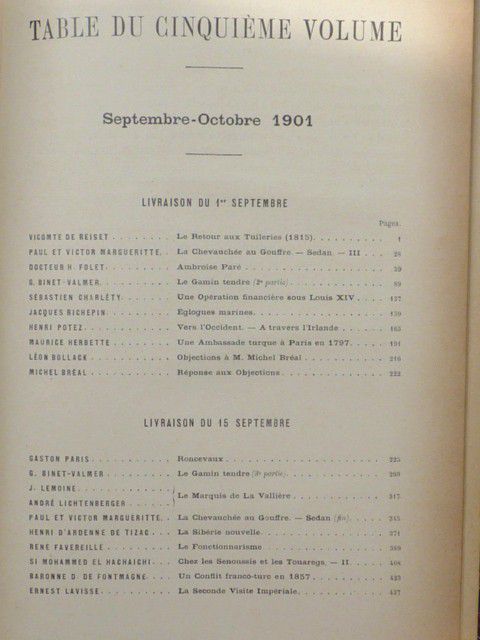 TABLE DU CINQUIÈME VOLUME
Septembre-Octobre 1901
LIVRAISON DU 1er SEPTEMBRE
Pages.
VICOMTE DE REISET . . . . . . . . Le Retour aux Tuileries (1815). . . . . . . . . . 1
PAUL ET VICTOR MARGUERITTE. . La Chevauchée au Gouffre. — Sedan — III . . . 28
DOCTEUR H. FOLET . . . . . . . . Ambroise Paré . . . . . . . . . . 59
G. BINET-VALMER. . . . . . . . . Le Gamin tendre (2e partie). . . . . . . . . . 89
SÉBASTIEN CHARLÉTY. . . . . . . Une Opération financière sous Louis XIV . . . . . 127
JACQUES RICHEPIN . . . . . . . . Eglogues marines. . . . . . . . . . 159
HENRI POTEZ . . . . . . . . . . Vers l'Occident. — A travers l'Irlande . . . . . 163
MAURICE HERBETTE . . . . . . . . Une Ambassade turque à Paris en 1797. . . . . 191
LÉON BOLLACK . . . . . . . . . . Objections à M. Michel Bréal . . . . . . . . 216
MICHEL BRÉAL . . . . . . . . . . Réponse aux Objections. . . . . . . . . . 222
LIVRAISON DU 15 SEPTEMBRE
GASTON PARIS . . . . . . . . . . Roncevaux . . . . . . . . . . 225
G. BINET-VALMER . . . . . . . . Le Gamin tendre (3e partie). . . . . . . . . .
J. LEMOINE . . . . . . . . . .
ANDRÉ LICHTENBERGER . . . . . . Le Marquis de La Vallière . . . . . . . . . . 317
PAUL ET VICTOR MARGUERITTE. . La Chevauchée au Gouffre. — Sedan (fin). . . . . 345
HENRI D'ARDENNE DE TIZAC. . . . La Sibérie nouvelle. . . . . . . . . . 371
RENÉ FAVEREILLE . . . . . . . . Le Fonctionnarisme . . . . . . . . . . 389
SI MOHAMMED EL HACHAICHI . . . Chez les Senoussis et les Touaregs. — II . . . . 408
BARONNE D. DE FONTMAGNE. . . . Un Conflit franco-turc en 1857 . . . . . . . . 433
ERNEST LAVISSE . . . . . . . . La Seconde Visite Impériale. . . . . . . . . . 437